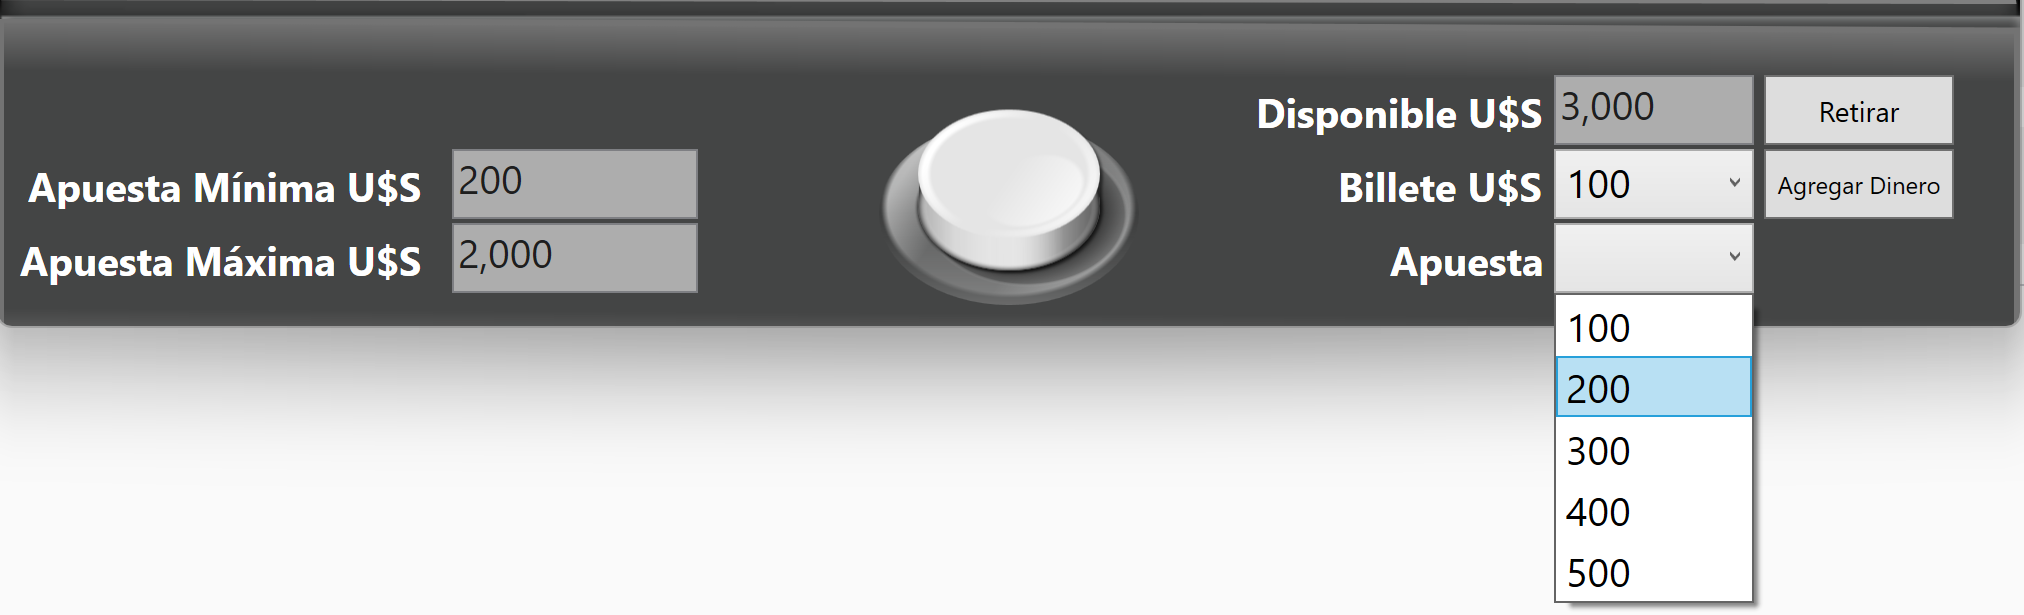 Disponible U$S 3,000 Retirar
Apuesta Mínima U$S 200 Billete U$S 100 Agregar Dinero
Apuesta Máxima U$S 2,000 Apuesta
100
200
300
400
500